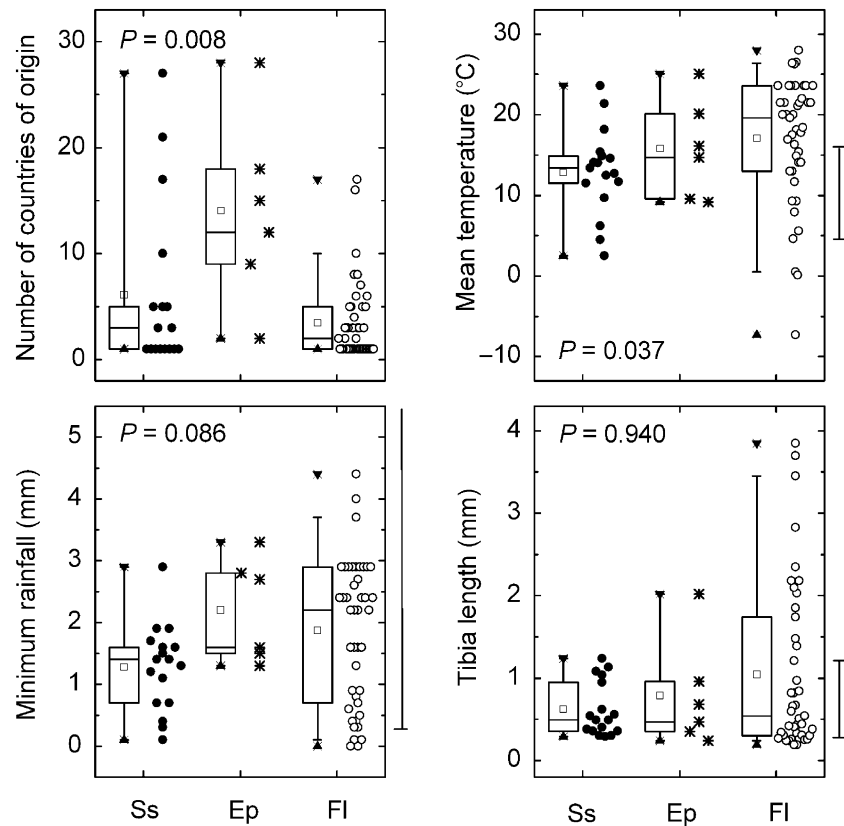 Number of countries of origin
30
20
10
0
P = 0.008
Mean temperature (°C)
30
20
10
0
–10
P = 0.037
Minimum rainfall (mm)
5
4
3
2
1
0
P = 0.086
Ss Ep Fl
Tibia length (mm)
4
3
2
1
0
P = 0.940
Ss Ep Fl